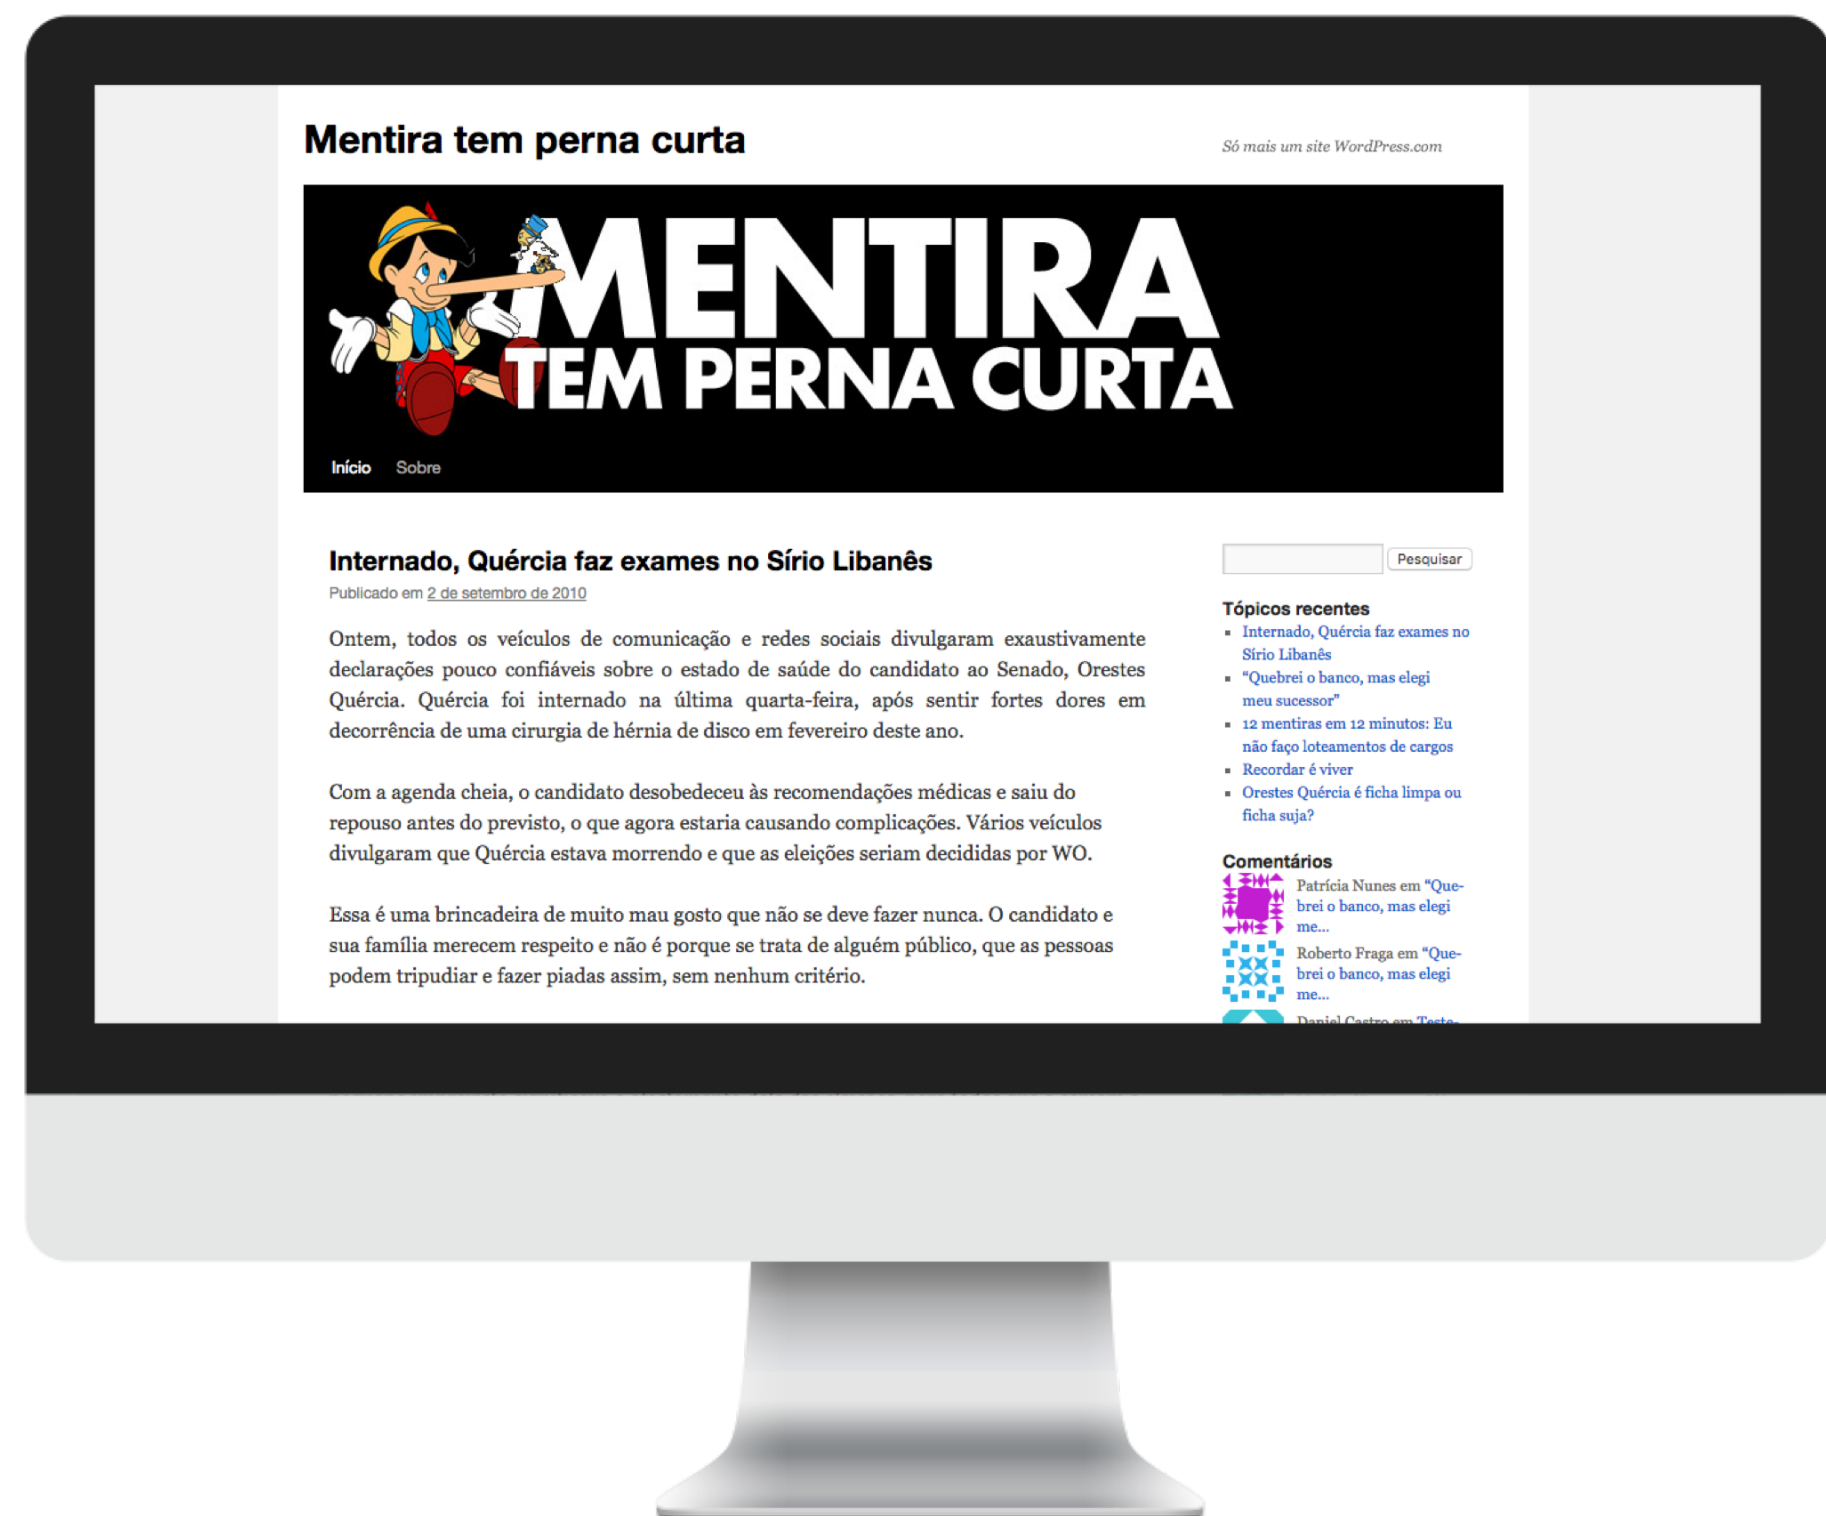 Mentira tem perna curta
Só mais um site WordPress.com
MENTIRA
TEM PERNA CURTA
Início Sobre
Internado, Quércia faz exames no Sírio Libanês
Publicado em 2 de setembro de 2010
Ontem, todos os veículos de comunicação e redes sociais divulgaram exaustivamente
declarações pouco confiáveis sobre o estado de saúde do candidato ao Senado, Orestes
Quércia. Quércia foi internado na última quarta-feira, após sentir fortes dores em
decorrência de uma cirurgia de hérnia de disco em fevereiro deste ano.
Com a agenda cheia, o candidato desobedeceu às recomendações médicas e saiu do
repouso antes do previsto, o que agora estaria causando complicações. Vários veículos
divulgaram que Quércia estava morrendo e que as eleições seriam decididas por WO.
Essa é uma brincadeira de muito mau gosto que não se deve fazer nunca. O candidato e
sua família merecem respeito e não é porque se trata de alguém público, que as pessoas
podem tripudiar e fazer piadas assim, sem nenhum critério.
Pesquisar
Tópicos recentes
Internado, Quércia faz exames no
Sírio Libanês
“Quebrei o banco, mas elegi
meu sucessor”
12 mentiras em 12 minutos: Eu
não faço loteamentos de cargos
Recordar é viver
Orestes Quércia é ficha limpa ou
ficha suja?
Comentários
Patrícia Nunes em “Que-
brei o banco, mas elegi
me...
Roberto Fraga em “Que-
brei o banco, mas elegi
me...
Daniel Castro em Teste-